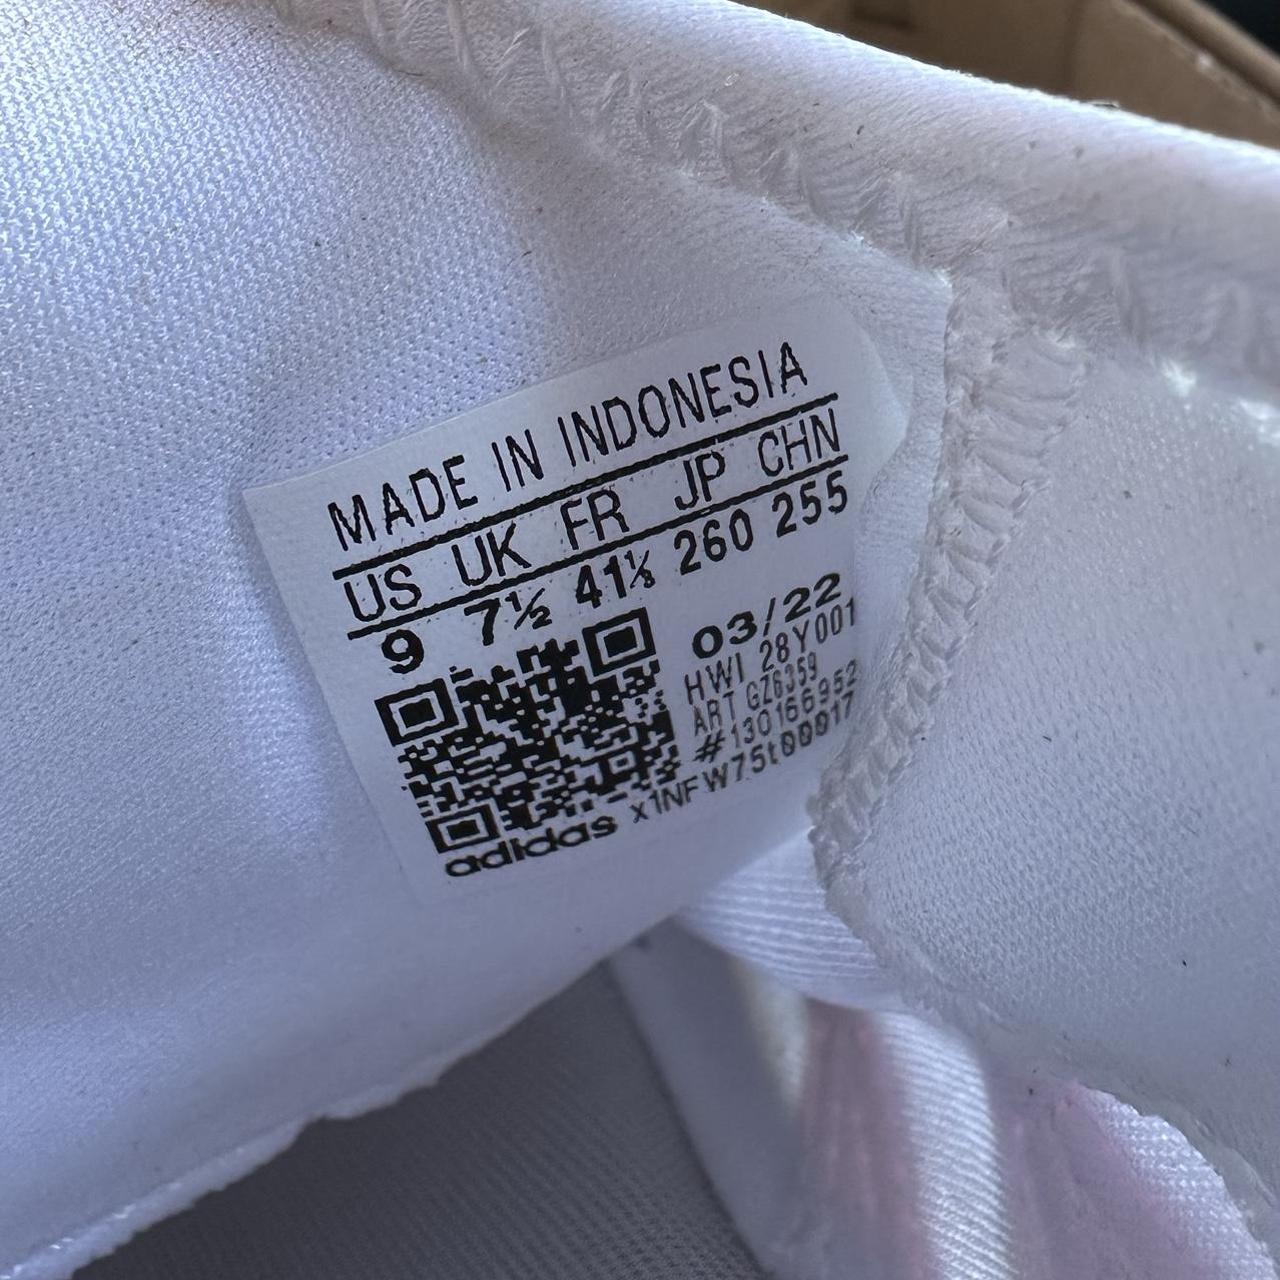 MADE IN INDONESIA
US UK FR JP CHN
9 7½ 41⅓ 260 255
03/22
HWI 28Y001
ART GZ6359
#130166952
adidas x1NFW75t00017